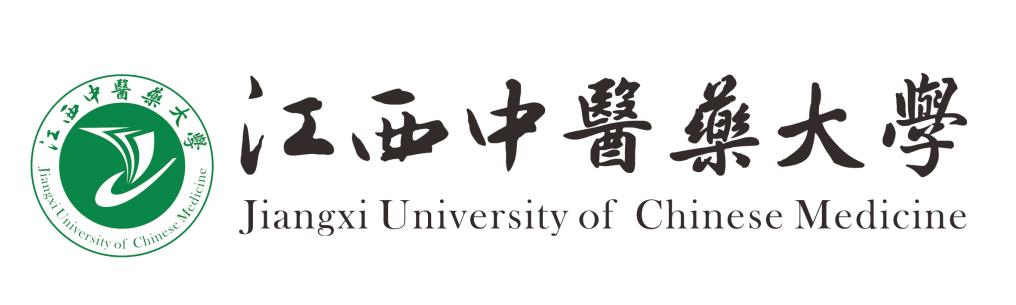 江西中醫藥大學
Jiangxi University of Chinese Medicine
江西中醫藥大學
Jiangxi University of Chinese Medicine